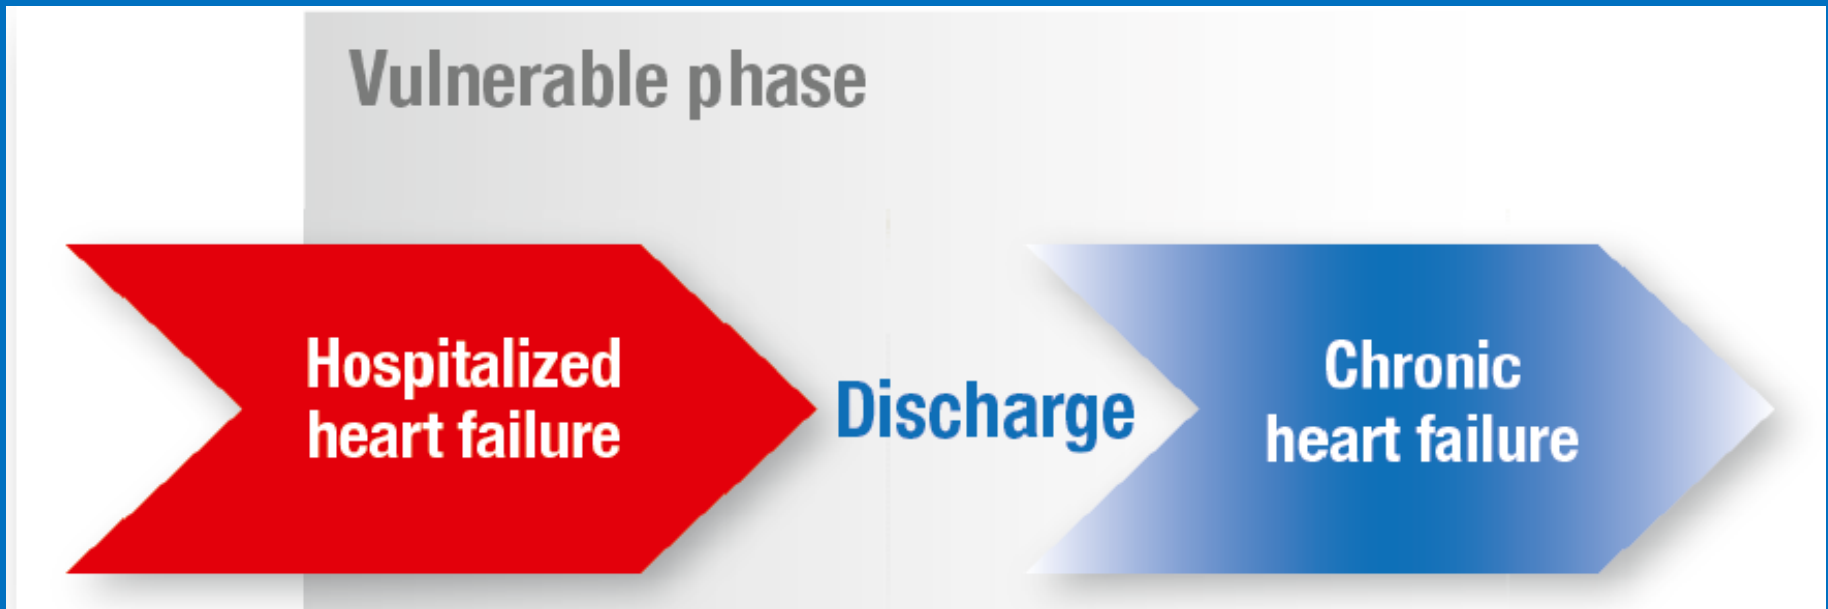 Vulnerable phase
Hospitalized
heart failure
Discharge
Chronic
heart failure